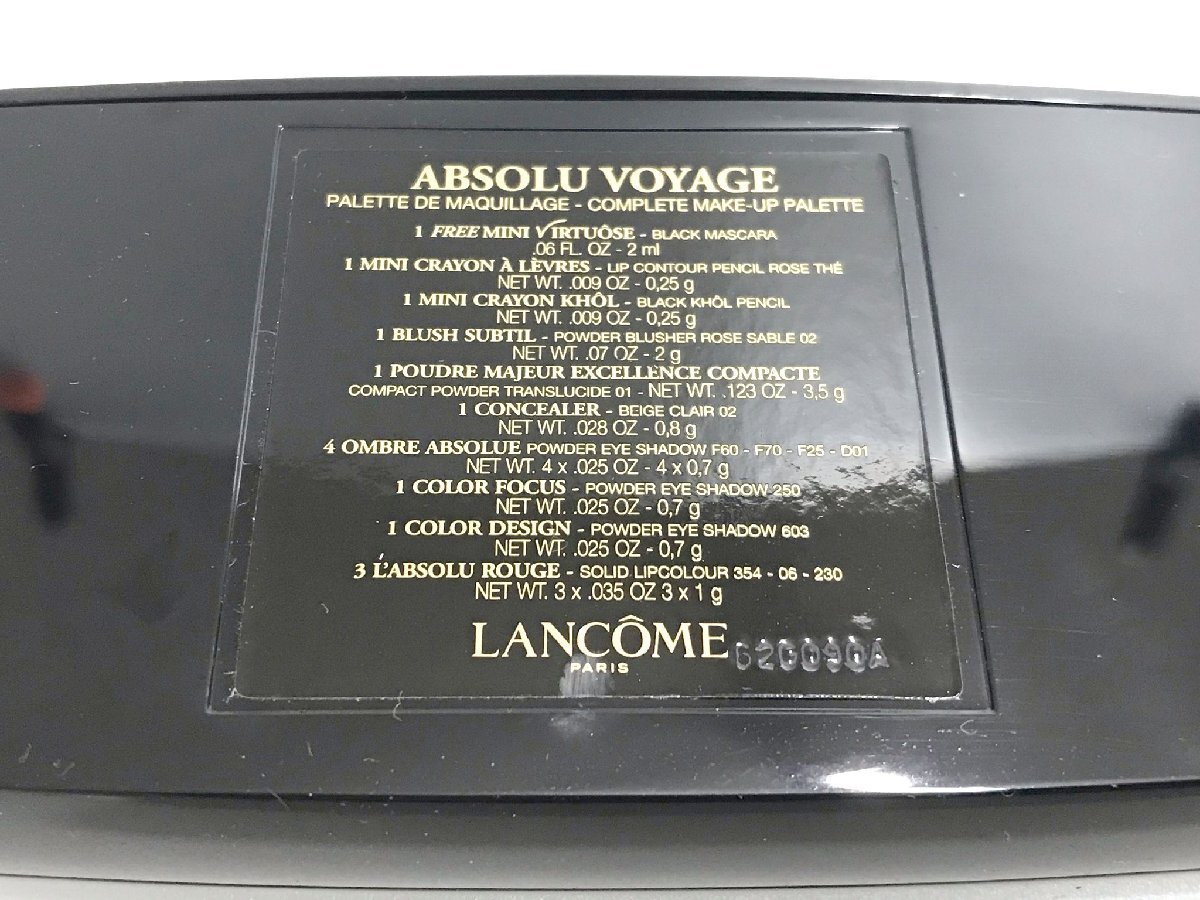 ABSOLU VOYAGE
PALETTE DE MAQUILLAGE - COMPLETE MAKE-UP PALETTE
1 FREE MINI VIRTUÔSE - BLACK MASCARA
.06 FL. OZ - 2 ml
1 MINI CRAYON À LÈVRES - LIP CONTOUR PENCIL ROSE THÉ
NET WT. .009 OZ - 0,25 g
1 MINI CRAYON KHÔL - BLACK KHÔL PENCIL
NET WT. .009 OZ - 0,25 g
1 BLUSH SUBTIL - POWDER BLUSHER ROSE SABLE 02
NET WT. .07 OZ - 2 g
1 POUDRE MAJEUR EXCELLENCE COMPACTE
COMPACT POWDER TRANSLUCIDE 01 - NET WT. .123 OZ - 3,5 g
1 CONCEALER - BEIGE CLAIR 02
NET WT. .028 OZ - 0,8 g
4 OMBRE ABSOLUE POWDER EYE SHADOW F60 - F70 - F25 - D01
NET WT. 4 x .025 OZ - 4 x 0,7 g
1 COLOR FOCUS - POWDER EYE SHADOW 250
NET WT. .025 OZ - 0,7 g
1 COLOR DESIGN - POWDER EYE SHADOW 603
NET WT. .025 OZ - 0,7 g
3 L'ABSOLU ROUGE - SOLID LIPCOLOUR 354 - 06 - 230
NET WT. 3 x .035 OZ 3 x 1 g
LANCÔME
PARIS